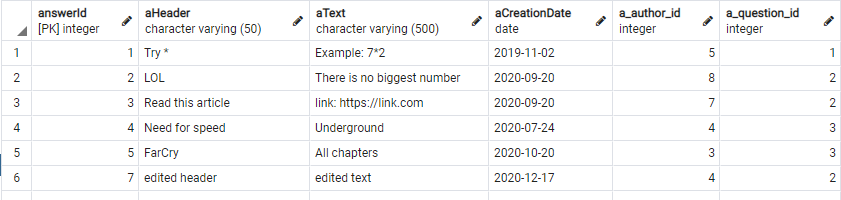 answerId aHeader aText aCreationDate a_author_id a_question_id
[PK] integer character varying (50) character varying (500) date integer integer
1 1 Try * Example: 7*2 2019-11-02 5 1
2 2 LOL There is no biggest number 2020-09-20 8 2
3 3 Read this article link: https://link.com 2020-09-20 7 2
4 4 Need for speed Underground 2020-07-24 4 3
5 5 FarCry All chapters 2020-10-20 3 3
6 7 edited header edited text 2020-12-17 4 2